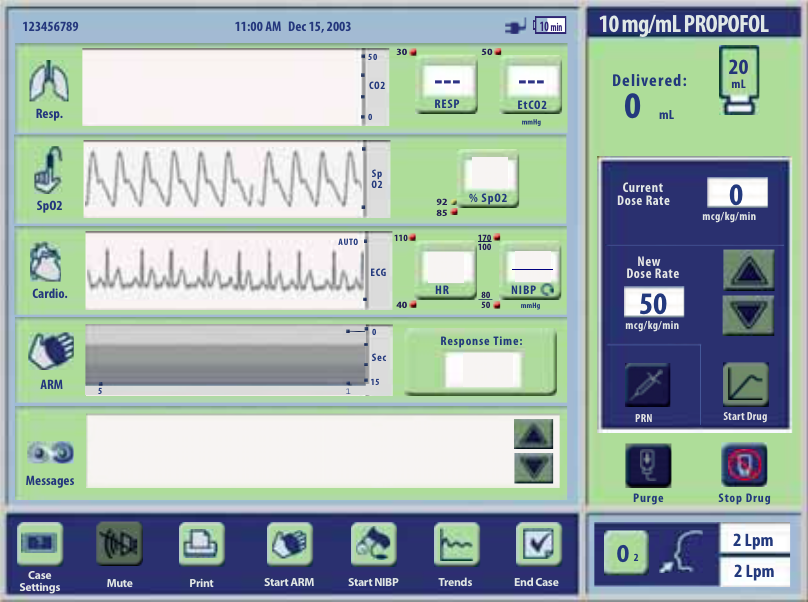 123456789
11:00 AM Dec 15, 2003
10 min
10 mg/mL PROPOFOL
Resp.
50
CO2
0
30
---
RESP
50
---
EtCO2
mmHg
Delivered:
0 mL
20
mL
SpO2
Sp
O2
92
85
% SpO2
Current
Dose Rate
0
mcg/kg/min
Cardio.
AUTO
ECG
110
40
HR
170
100
80
50
NIBP
mmHg
New
Dose Rate
50
mcg/kg/min
ARM
0
Sec
15
5
1
Response Time:
PRN
Start Drug
Messages
Purge
Stop Drug
Case
Settings
Mute
Print
Start ARM
Start NIBP
Trends
End Case
O2
2 Lpm
2 Lpm